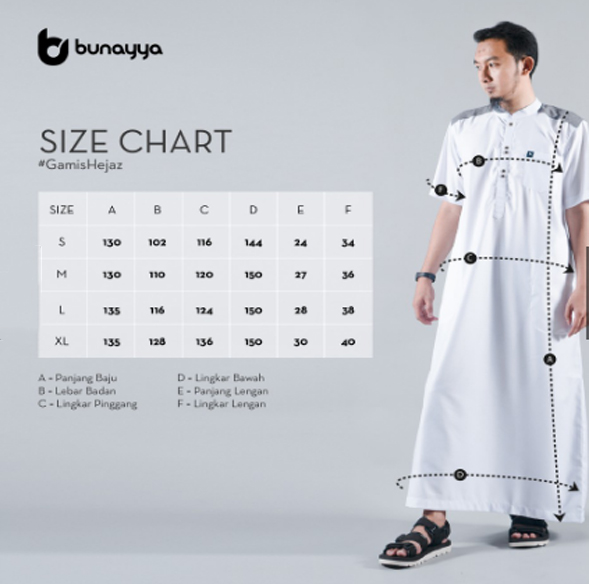 bunayya
SIZE CHART
#GamisHejaz
SIZE A B C D E F
S 130 102 116 144 24 34
M 130 110 120 150 27 36
L 135 116 124 150 28 38
XL 135 128 136 150 30 40
A - Panjang Baju
B - Lebar Badan
C - Lingkar Pinggang
D - Lingkar Bawah
E - Panjang Lengan
F - Lingkar Lengan
B
F
C
A
D